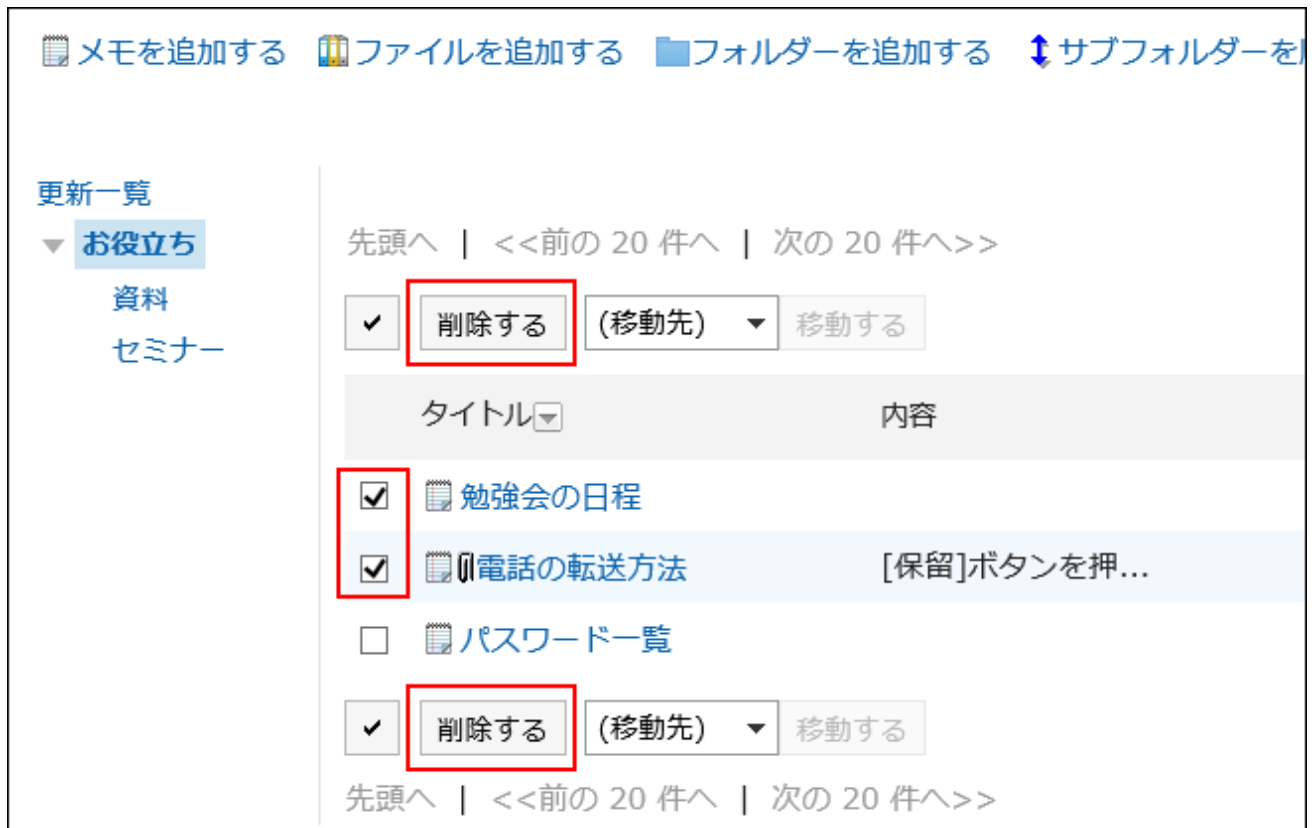 メモを追加する ファイルを追加する フォルダーを追加する サブフォルダーを
更新一覧
お役立ち
資料
セミナー
先頭へ | <<前の 20 件へ | 次の 20 件へ>>
削除する (移動先) 移動する
タイトル 内容
勉強会の日程
電話の転送方法 [保留]ボタンを押...
パスワード一覧
削除する (移動先) 移動する
先頭へ | <<前の 20 件へ | 次の 20 件へ>>